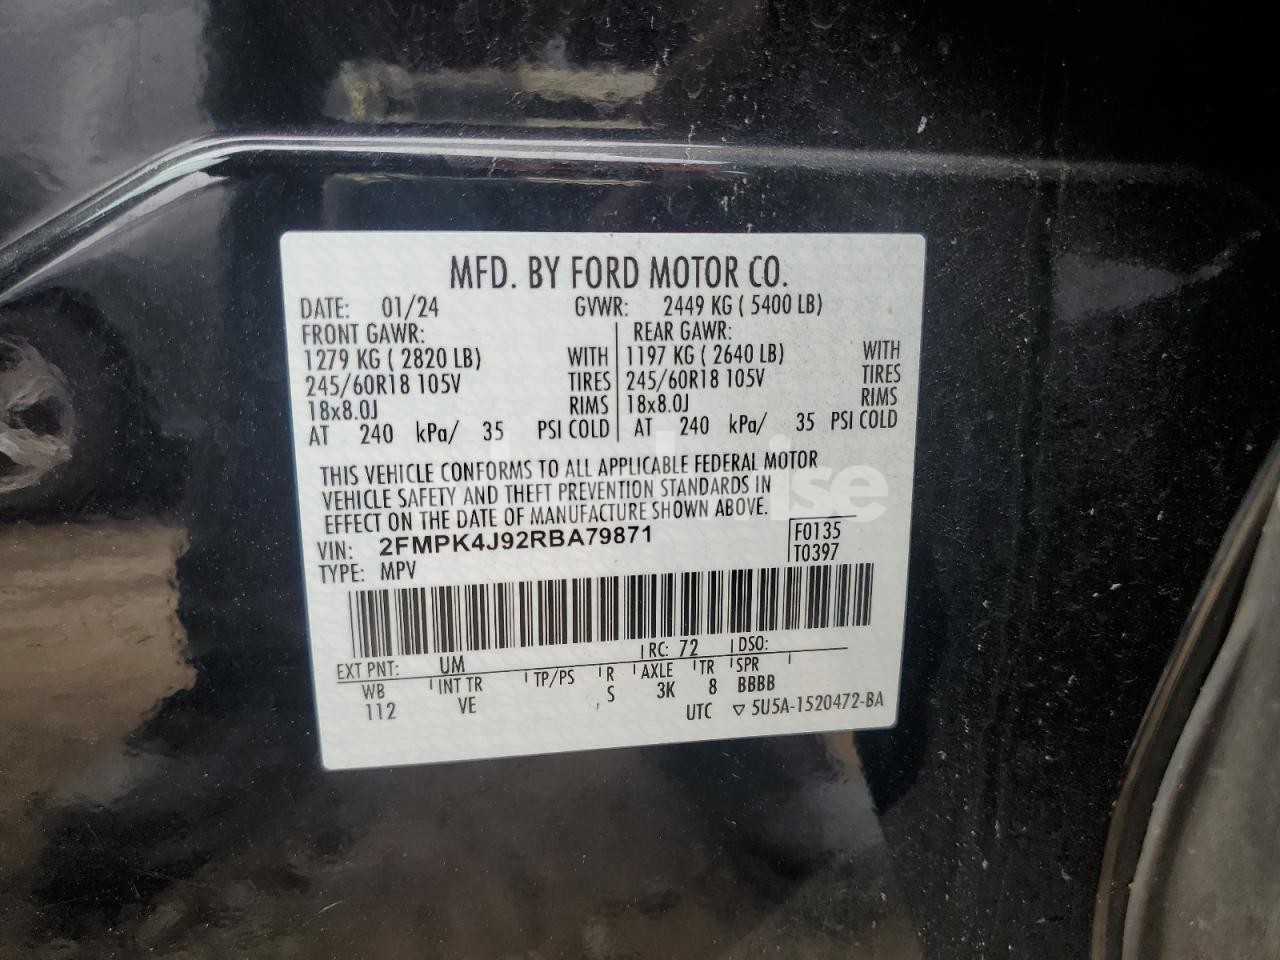 MFD. BY FORD MOTOR CO.
DATE: 01/24 GVWR: 2449 KG ( 5400 LB)
FRONT GAWR: REAR GAWR:
1279 KG ( 2820 LB) WITH 1197 KG ( 2640 LB) WITH
245/60R18 105V TIRES 245/60R18 105V TIRES
18x8.0J RIMS 18x8.0J RIMS
AT 240 kPa/ 35 PSI COLD AT 240 kPa/ 35 PSI COLD
THIS VEHICLE CONFORMS TO ALL APPLICABLE FEDERAL MOTOR
VEHICLE SAFETY AND THEFT PREVENTION STANDARDS IN
EFFECT ON THE DATE OF MANUFACTURE SHOWN ABOVE.
VIN: 2FMPK4J92RBA79871 F0135
TYPE: MPV T0397
EXT PNT: UM RC: 72 DSO:
WB INT TR TP/PS R AXLE TR SPR
112 VE S 3K 8 BBBB
UTC ▽ 5U5A-1520472-BA